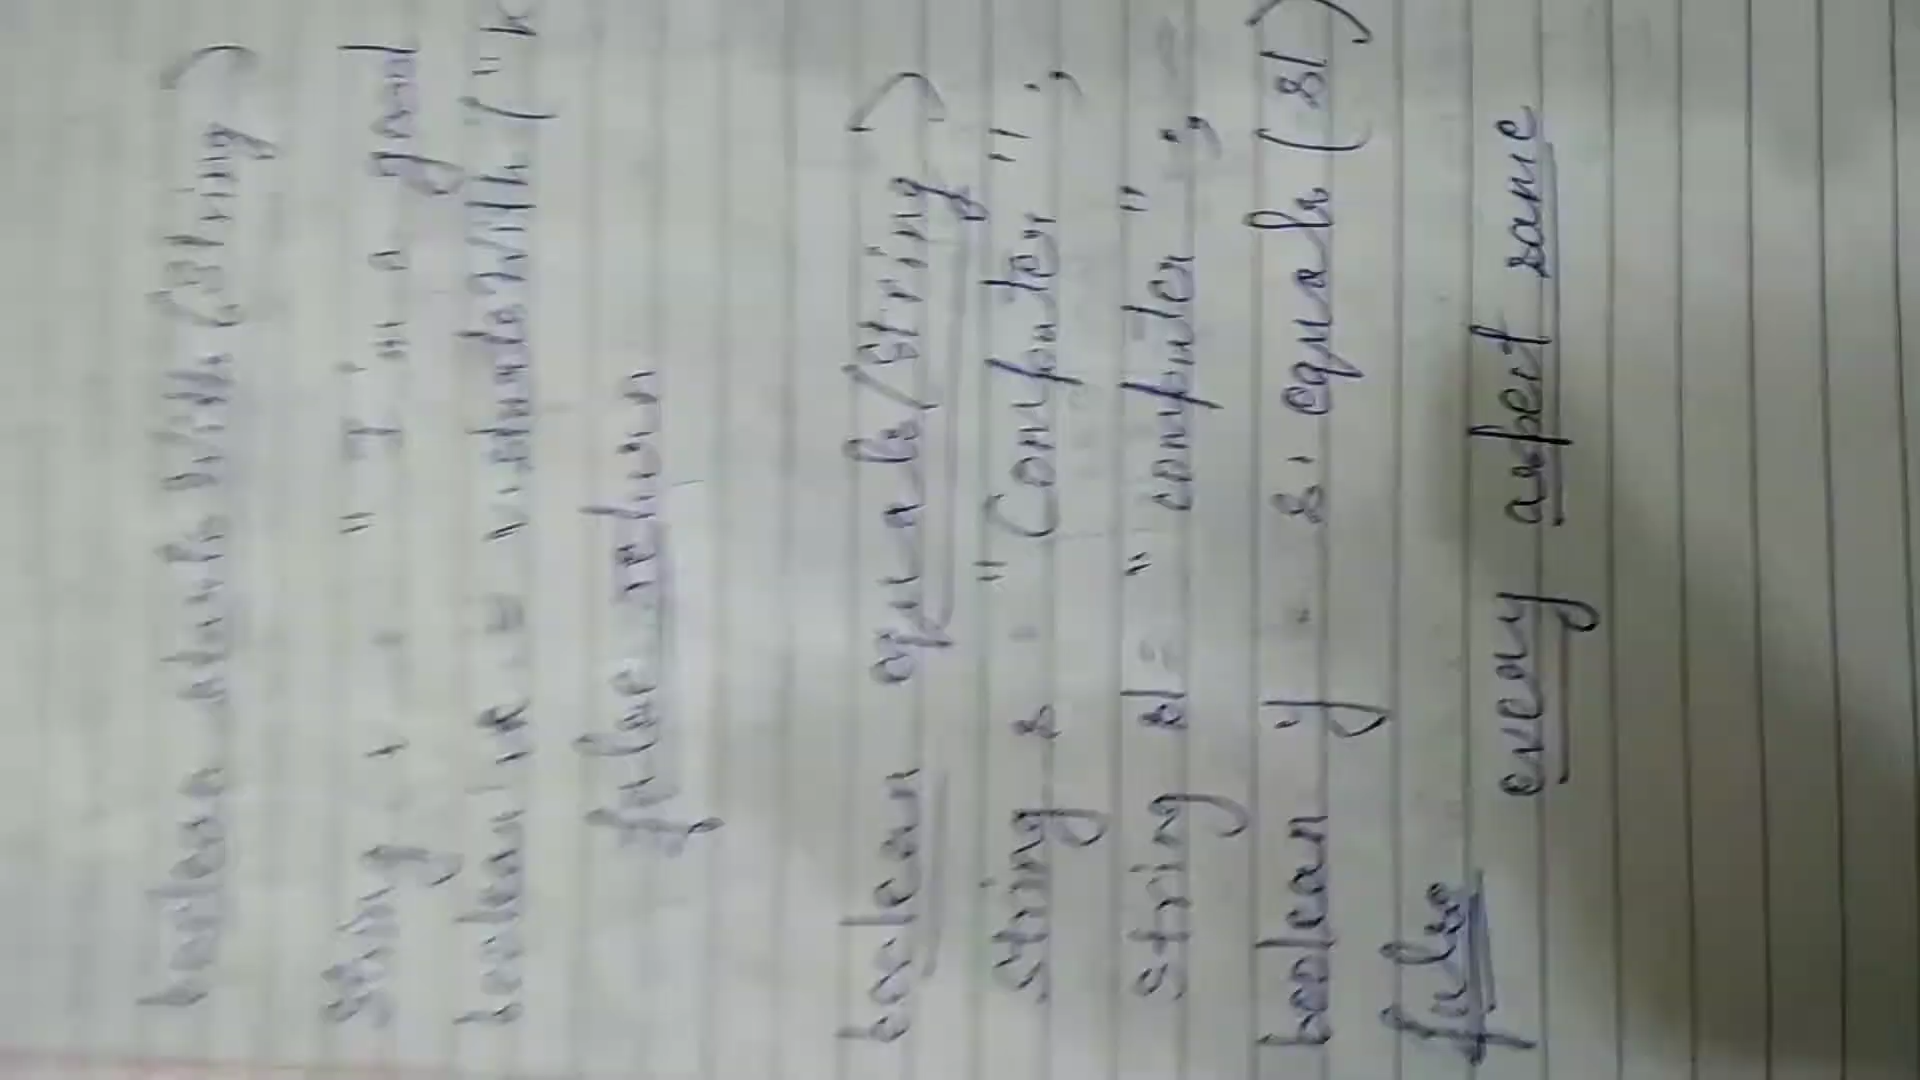 boolean startsWith (String)
String s = "I'm a good
boolean x = s.startsWith("h
false return
boolean equals(String)
String s = "Computer";
String s1 = "computer";
boolean y = s. equals (s1)
false
every aspect same